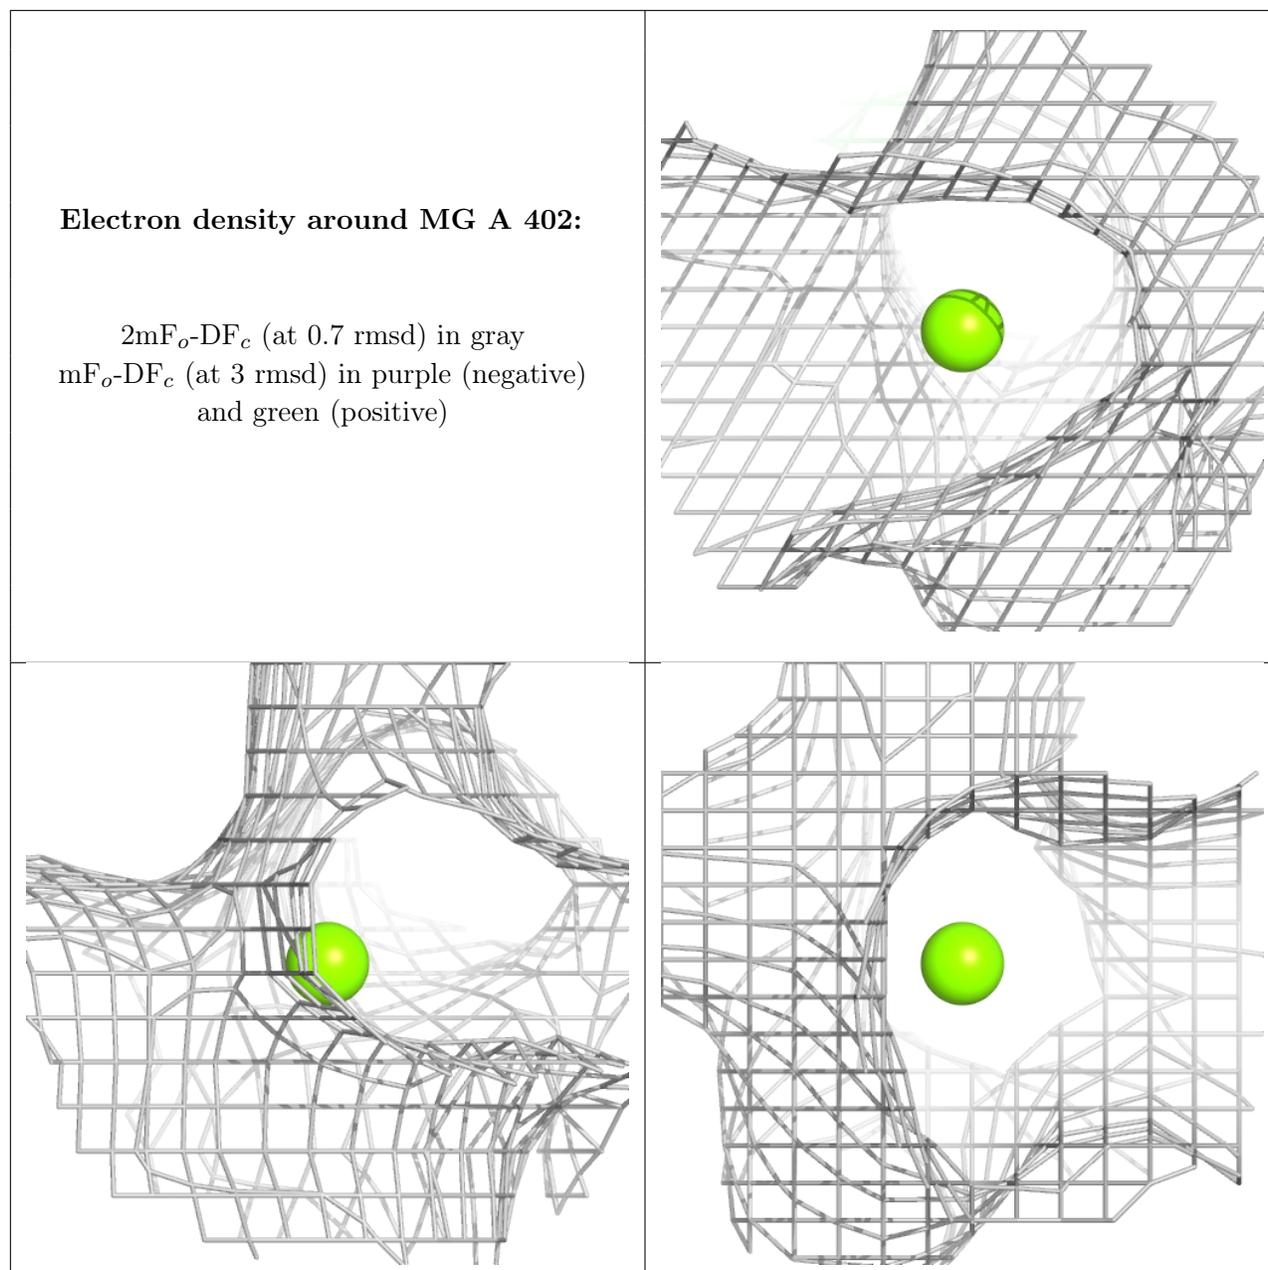 Electron density around MG A 402:
2mFo-DFc (at 0.7 rmsd) in gray
mFo-DFc (at 3 rmsd) in purple (negative)
and green (positive)